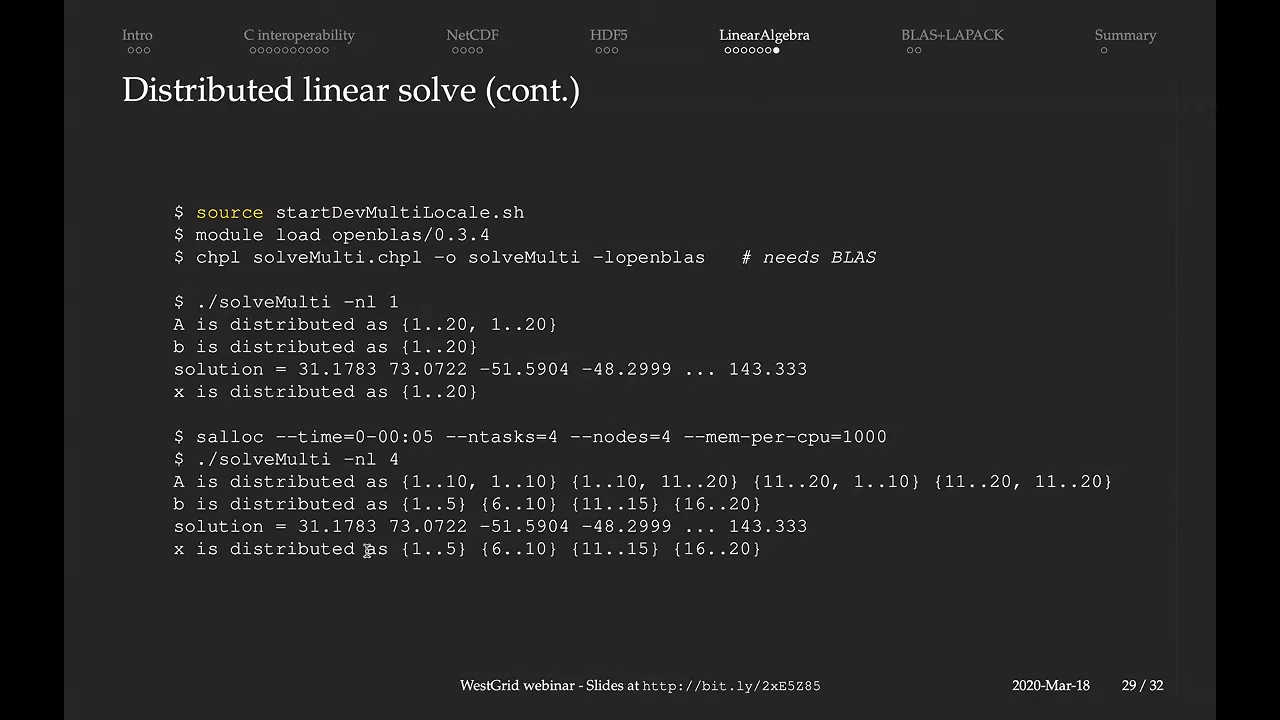 Intro C interoperability NetCDF HDF5 LinearAlgebra BLAS+LAPACK Summary
Distributed linear solve (cont.)
$ source startDevMultiLocale.sh
$ module load openblas/0.3.4
$ chpl solveMulti.chpl -o solveMulti -lopenblas # needs BLAS
$ ./solveMulti -nl 1
A is distributed as {1..20, 1..20}
b is distributed as {1..20}
solution = 31.1783 73.0722 -51.5904 -48.2999 ... 143.333
x is distributed as {1..20}
$ salloc --time=0-00:05 --ntasks=4 --nodes=4 --mem-per-cpu=1000
$ ./solveMulti -nl 4
A is distributed as {1..10, 1..10} {1..10, 11..20} {11..20, 1..10} {11..20, 11..20}
b is distributed as {1..5} {6..10} {11..15} {16..20}
solution = 31.1783 73.0722 -51.5904 -48.2999 ... 143.333
x is distributed as {1..5} {6..10} {11..15} {16..20}
WestGrid webinar - Slides at http://bit.ly/2xE5Z85 2020-Mar-18 29 / 32